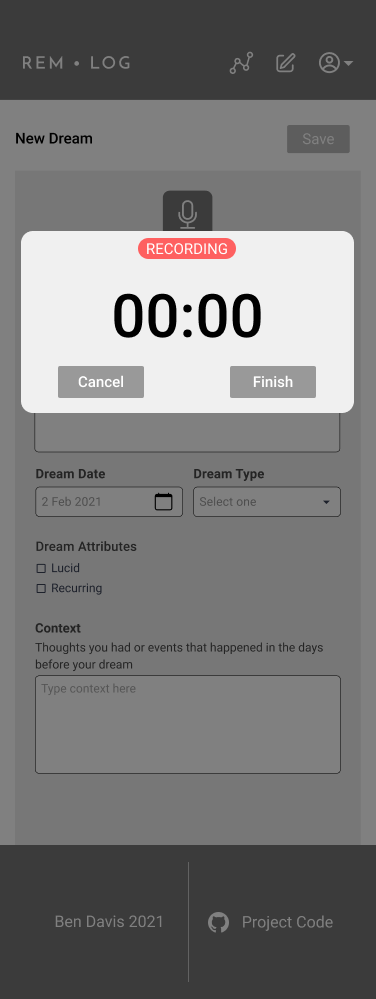 REM • LOG
New Dream
Save
RECORDING
00:00
Cancel
Finish
Dream Date
Dream Type
2 Feb 2021
Select one
Dream Attributes
Lucid
Recurring
Context
Thoughts you had or events that happened in the days
before your dream
Type context here
Ben Davis 2021
Project Code